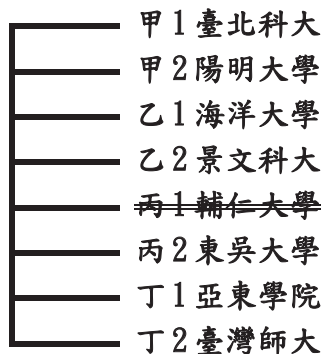 甲1臺北科大
甲2陽明大學
乙1海洋大學
乙2景文科大
丙1輔仁大學
丙2東吳大學
丁1亞東學院
丁2臺灣師大